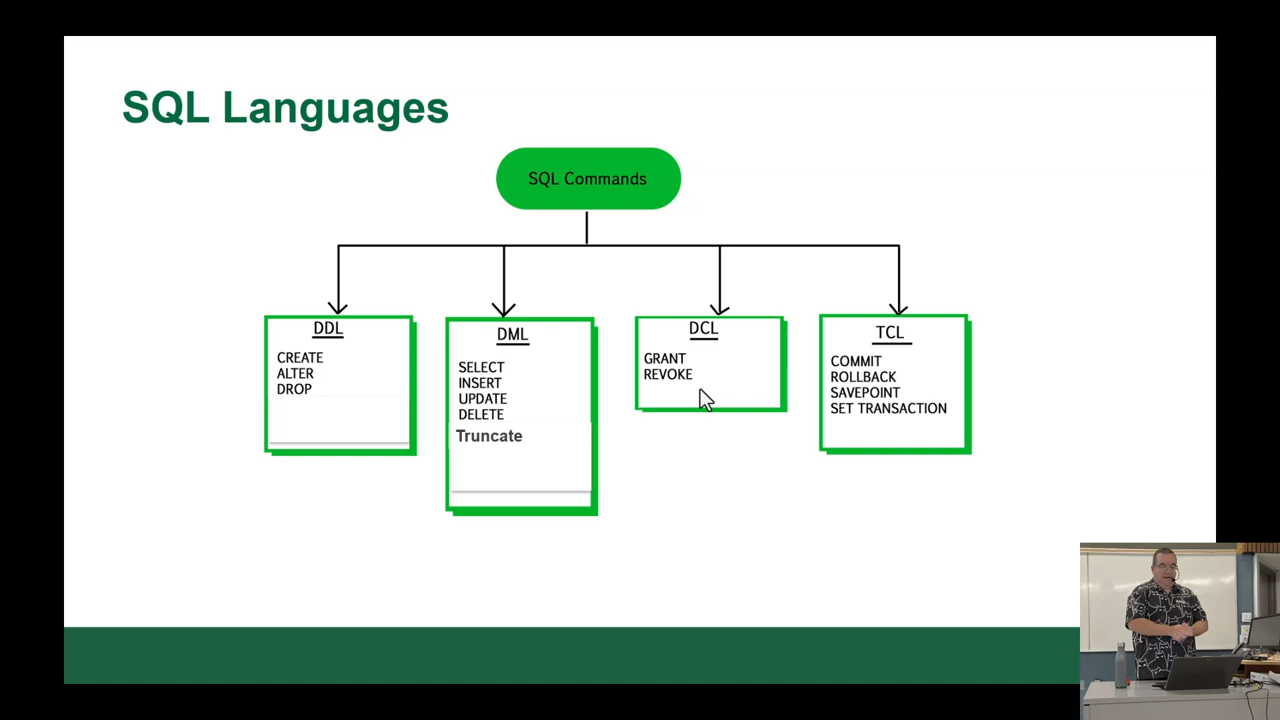 SQL Languages
SQL Commands
DDL
CREATE
ALTER
DROP
DML
SELECT
INSERT
UPDATE
DELETE
Truncate
DCL
GRANT
REVOKE
TCL
COMMIT
ROLLBACK
SAVEPOINT
SET TRANSACTION